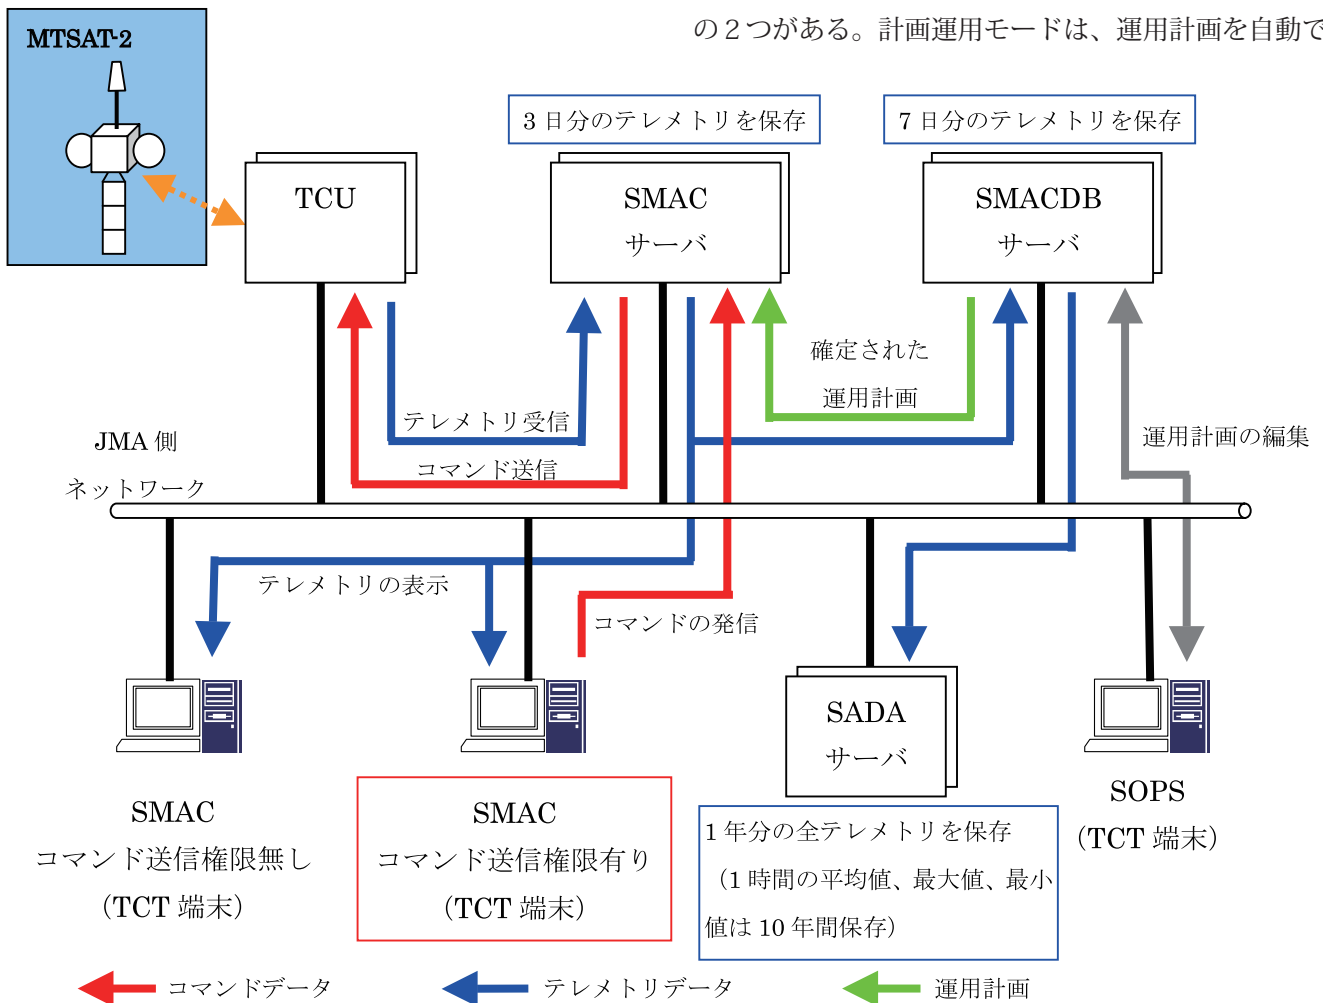 の２つがある。計画運用モードは、運用計画を自動で
MTSAT-2
3 日分のテレメトリを保存
7 日分のテレメトリを保存
TCU
SMAC
サーバ
SMACDB
サーバ
確定された
運用計画
テレメトリ受信
コマンド送信
運用計画の編集
JMA 側
ネットワーク
テレメトリの表示
コマンドの発信
SMAC
コマンド送信権限無し
（TCT 端末）
SMAC
コマンド送信権限有り
（TCT 端末）
SADA
サーバ
1 年分の全テレメトリを保存
（1 時間の平均値、最大値、最小
値は 10 年間保存）
SOPS
（TCT 端末）
コマンドデータ
テレメトリデータ
運用計画